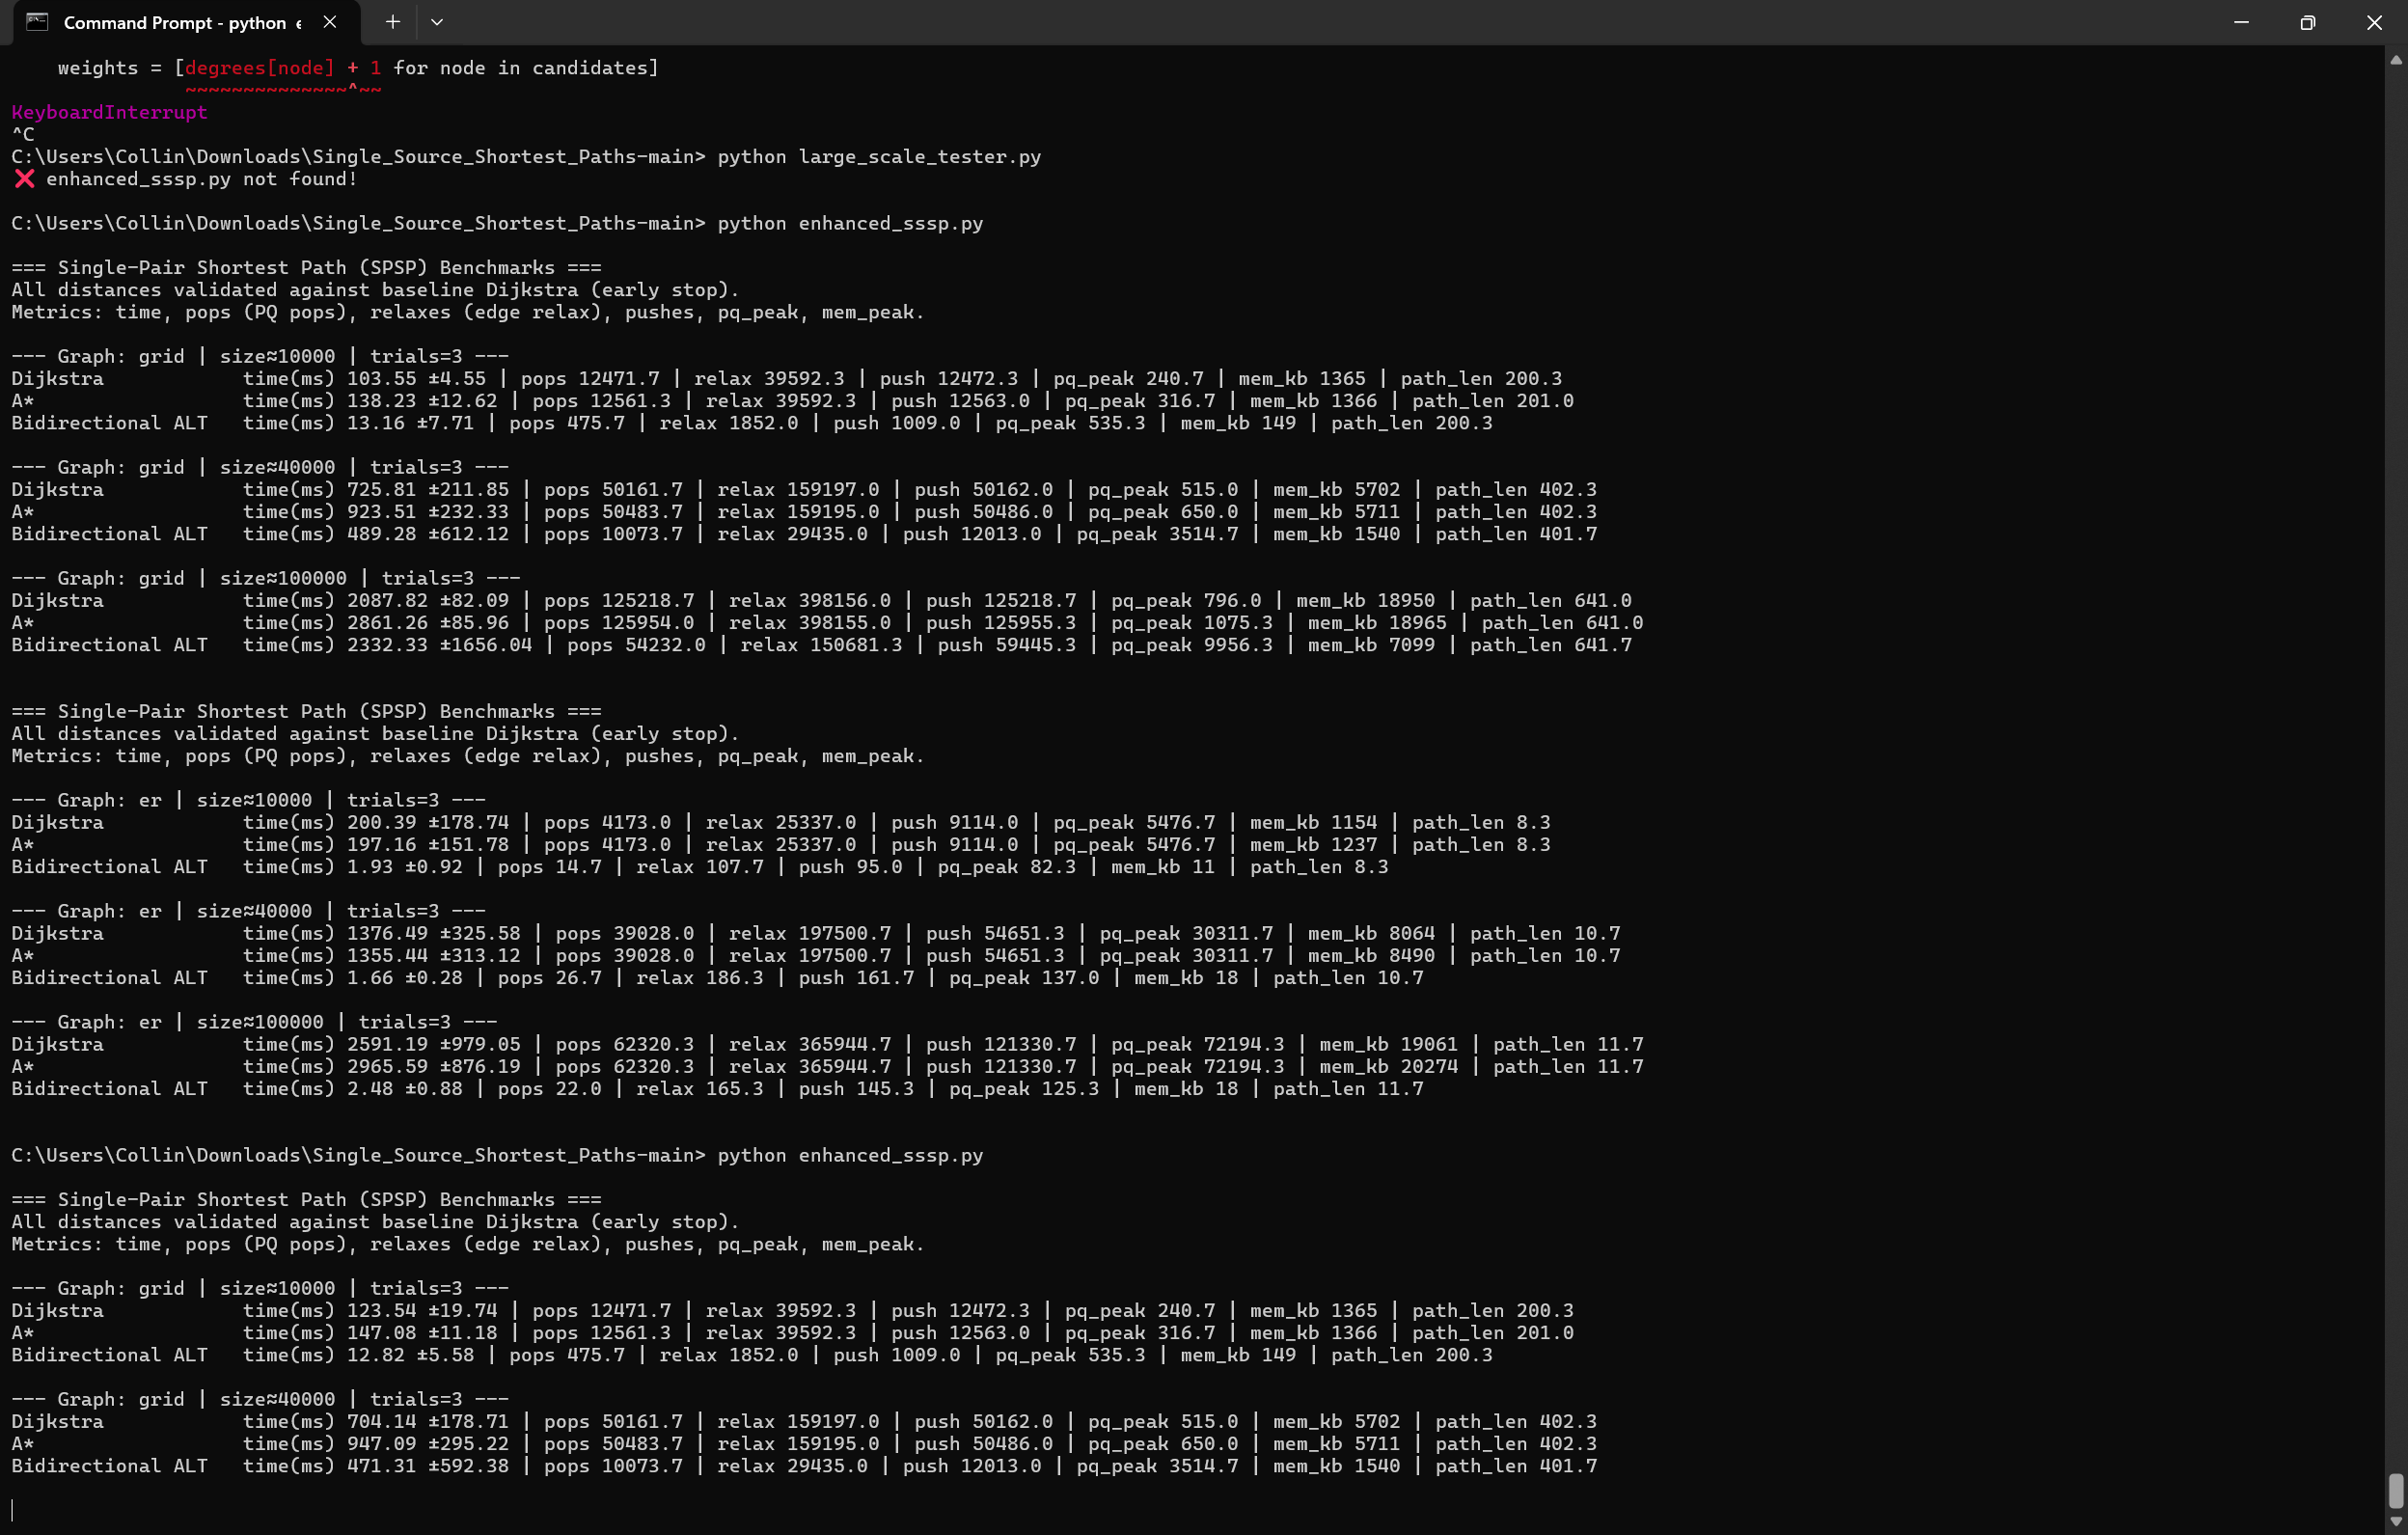 Command Prompt - python e
    weights = [degrees[node] + 1 for node in candidates]
               ~~~~~~~~~~~~~~^~~
KeyboardInterrupt
^C
C:\Users\Collin\Downloads\Single_Source_Shortest_Paths-main> python large_scale_tester.py
❌ enhanced_sssp.py not found!
C:\Users\Collin\Downloads\Single_Source_Shortest_Paths-main> python enhanced_sssp.py
=== Single-Pair Shortest Path (SPSP) Benchmarks ===
All distances validated against baseline Dijkstra (early stop).
Metrics: time, pops (PQ pops), relaxes (edge relax), pushes, pq_peak, mem_peak.
--- Graph: grid | size≈10000 | trials=3 ---
Dijkstra            time(ms) 103.55 ±4.55 | pops 12471.7 | relax 39592.3 | push 12472.3 | pq_peak 240.7 | mem_kb 1365 | path_len 200.3
A*                  time(ms) 138.23 ±12.62 | pops 12561.3 | relax 39592.3 | push 12563.0 | pq_peak 316.7 | mem_kb 1366 | path_len 201.0
Bidirectional ALT   time(ms) 13.16 ±7.71 | pops 475.7 | relax 1852.0 | push 1009.0 | pq_peak 535.3 | mem_kb 149 | path_len 200.3
--- Graph: grid | size≈40000 | trials=3 ---
Dijkstra            time(ms) 725.81 ±211.85 | pops 50161.7 | relax 159197.0 | push 50162.0 | pq_peak 515.0 | mem_kb 5702 | path_len 402.3
A*                  time(ms) 923.51 ±232.33 | pops 50483.7 | relax 159195.0 | push 50486.0 | pq_peak 650.0 | mem_kb 5711 | path_len 402.3
Bidirectional ALT   time(ms) 489.28 ±612.12 | pops 10073.7 | relax 29435.0 | push 12013.0 | pq_peak 3514.7 | mem_kb 1540 | path_len 401.7
--- Graph: grid | size≈100000 | trials=3 ---
Dijkstra            time(ms) 2087.82 ±82.09 | pops 125218.7 | relax 398156.0 | push 125218.7 | pq_peak 796.0 | mem_kb 18950 | path_len 641.0
A*                  time(ms) 2861.26 ±85.96 | pops 125954.0 | relax 398155.0 | push 125955.3 | pq_peak 1075.3 | mem_kb 18965 | path_len 641.0
Bidirectional ALT   time(ms) 2332.33 ±1656.04 | pops 54232.0 | relax 150681.3 | push 59445.3 | pq_peak 9956.3 | mem_kb 7099 | path_len 641.7
=== Single-Pair Shortest Path (SPSP) Benchmarks ===
All distances validated against baseline Dijkstra (early stop).
Metrics: time, pops (PQ pops), relaxes (edge relax), pushes, pq_peak, mem_peak.
--- Graph: er | size≈10000 | trials=3 ---
Dijkstra            time(ms) 200.39 ±178.74 | pops 4173.0 | relax 25337.0 | push 9114.0 | pq_peak 5476.7 | mem_kb 1154 | path_len 8.3
A*                  time(ms) 197.16 ±151.78 | pops 4173.0 | relax 25337.0 | push 9114.0 | pq_peak 5476.7 | mem_kb 1237 | path_len 8.3
Bidirectional ALT   time(ms) 1.93 ±0.92 | pops 14.7 | relax 107.7 | push 95.0 | pq_peak 82.3 | mem_kb 11 | path_len 8.3
--- Graph: er | size≈40000 | trials=3 ---
Dijkstra            time(ms) 1376.49 ±325.58 | pops 39028.0 | relax 197500.7 | push 54651.3 | pq_peak 30311.7 | mem_kb 8064 | path_len 10.7
A*                  time(ms) 1355.44 ±313.12 | pops 39028.0 | relax 197500.7 | push 54651.3 | pq_peak 30311.7 | mem_kb 8490 | path_len 10.7
Bidirectional ALT   time(ms) 1.66 ±0.28 | pops 26.7 | relax 186.3 | push 161.7 | pq_peak 137.0 | mem_kb 18 | path_len 10.7
--- Graph: er | size≈100000 | trials=3 ---
Dijkstra            time(ms) 2591.19 ±979.05 | pops 62320.3 | relax 365944.7 | push 121330.7 | pq_peak 72194.3 | mem_kb 19061 | path_len 11.7
A*                  time(ms) 2965.59 ±876.19 | pops 62320.3 | relax 365944.7 | push 121330.7 | pq_peak 72194.3 | mem_kb 20274 | path_len 11.7
Bidirectional ALT   time(ms) 2.48 ±0.88 | pops 22.0 | relax 165.3 | push 145.3 | pq_peak 125.3 | mem_kb 18 | path_len 11.7
C:\Users\Collin\Downloads\Single_Source_Shortest_Paths-main> python enhanced_sssp.py
=== Single-Pair Shortest Path (SPSP) Benchmarks ===
All distances validated against baseline Dijkstra (early stop).
Metrics: time, pops (PQ pops), relaxes (edge relax), pushes, pq_peak, mem_peak.
--- Graph: grid | size≈10000 | trials=3 ---
Dijkstra            time(ms) 123.54 ±19.74 | pops 12471.7 | relax 39592.3 | push 12472.3 | pq_peak 240.7 | mem_kb 1365 | path_len 200.3
A*                  time(ms) 147.08 ±11.18 | pops 12561.3 | relax 39592.3 | push 12563.0 | pq_peak 316.7 | mem_kb 1366 | path_len 201.0
Bidirectional ALT   time(ms) 12.82 ±5.58 | pops 475.7 | relax 1852.0 | push 1009.0 | pq_peak 535.3 | mem_kb 149 | path_len 200.3
--- Graph: grid | size≈40000 | trials=3 ---
Dijkstra            time(ms) 704.14 ±178.71 | pops 50161.7 | relax 159197.0 | push 50162.0 | pq_peak 515.0 | mem_kb 5702 | path_len 402.3
A*                  time(ms) 947.09 ±295.22 | pops 50483.7 | relax 159195.0 | push 50486.0 | pq_peak 650.0 | mem_kb 5711 | path_len 402.3
Bidirectional ALT   time(ms) 471.31 ±592.38 | pops 10073.7 | relax 29435.0 | push 12013.0 | pq_peak 3514.7 | mem_kb 1540 | path_len 401.7